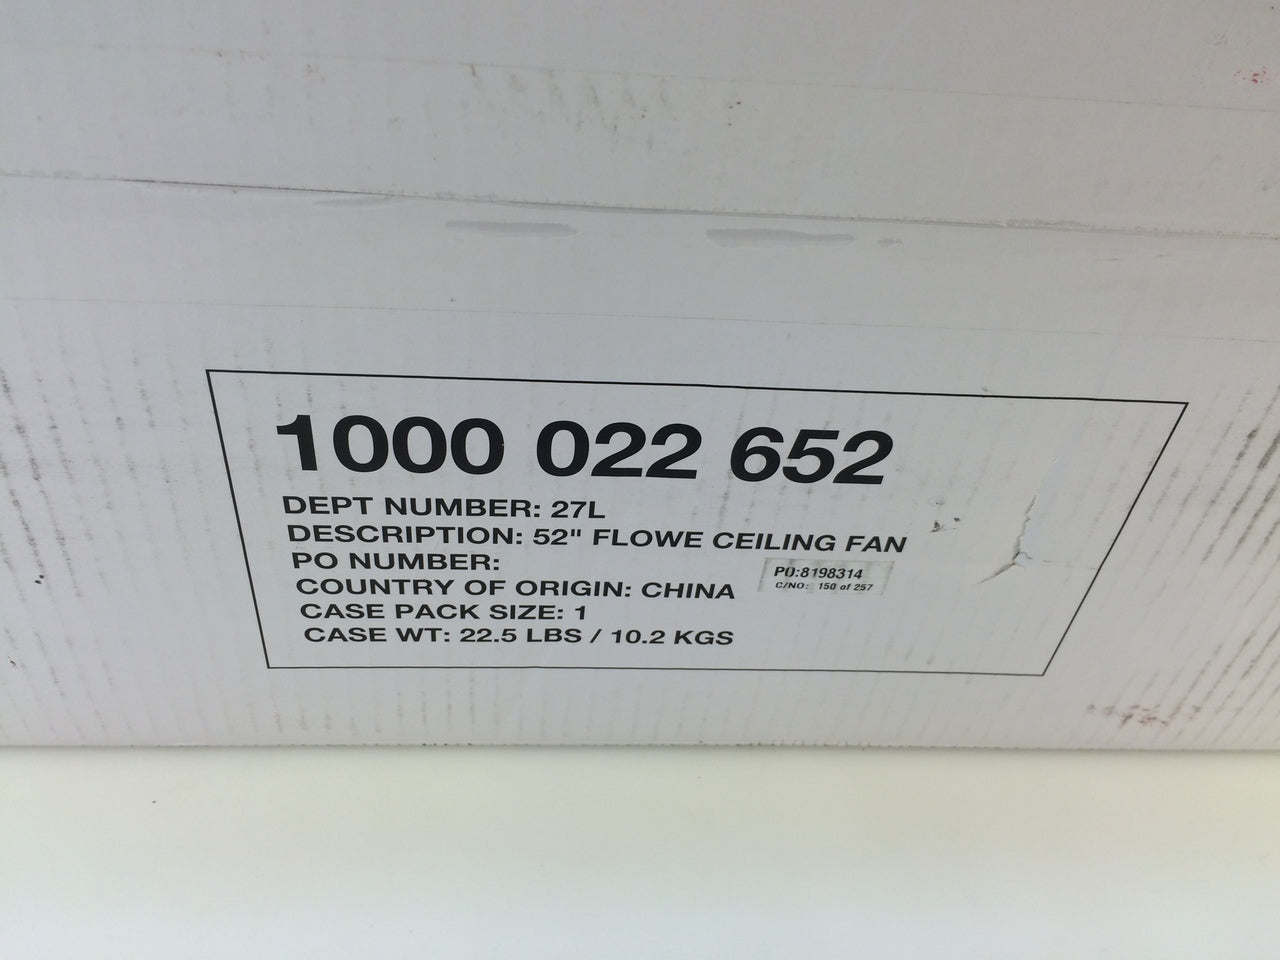 1000 022 652
DEPT NUMBER: 27L
DESCRIPTION: 52" FLOWE CEILING FAN
PO NUMBER:
PO:8198314
C/NO: 150 of 257
COUNTRY OF ORIGIN: CHINA
CASE PACK SIZE: 1
CASE WT: 22.5 LBS / 10.2 KGS